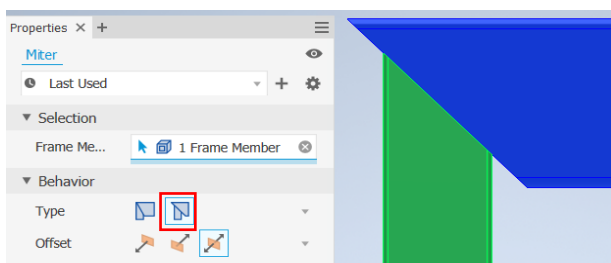 Properties
Miter
Last Used
Selection
Frame Me...
1 Frame Member
Behavior
Type
Offset